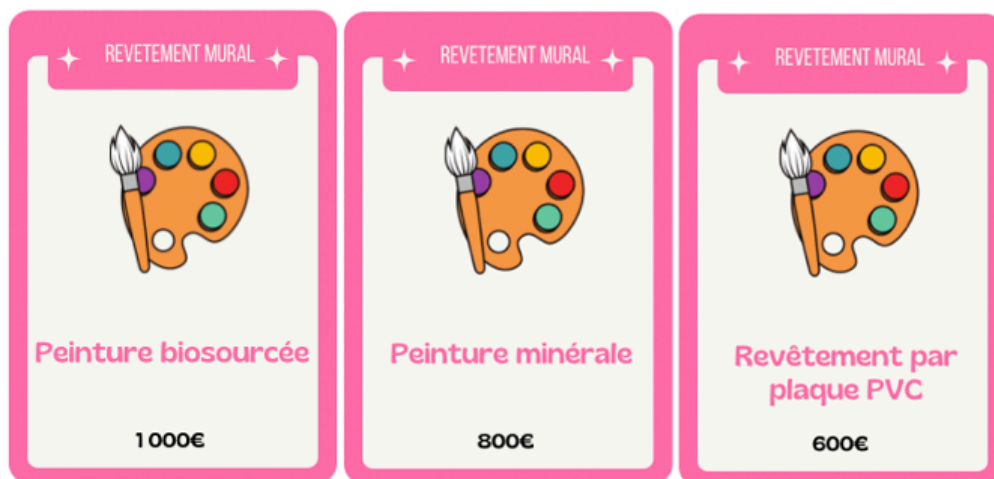 REVETEMENT MURAL
Peinture biosourcée
1 000€
REVETEMENT MURAL
Peinture minérale
800€
REVETEMENT MURAL
Revêtement par
plaque PVC
600€